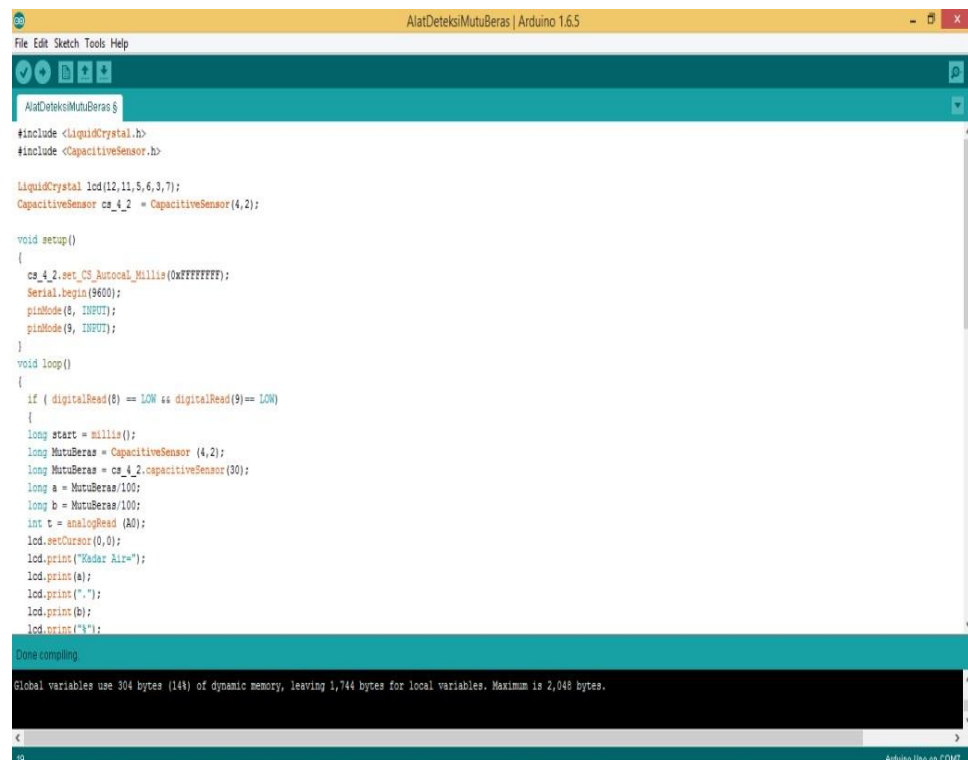 AlatDeteksiMutuBeras | Arduino 1.6.5
File Edit Sketch Tools Help
AlatDeteksiMutuBeras §
#include <LiquidCrystal.h>
#include <CapacitiveSensor.h>
LiquidCrystal lcd(12,11,5,6,3,7);
CapacitiveSensor cs_4_2 = CapacitiveSensor(4,2);
void setup()
{
cs_4_2.set_CS_AutocaL_Millis(0xFFFFFFFF);
Serial.begin(9600);
pinMode(8, INPUT);
pinMode(9, INPUT);
}
void loop()
{
if ( digitalRead(8) == LOW && digitalRead(9)== LOW)
{
long start = millis();
long MutuBeras = CapacitiveSensor (4,2);
long MutuBeras = cs_4_2.capacitiveSensor(30);
long a = MutuBeras/100;
long b = MutuBeras/100;
int t = analogRead (A0);
lcd.setCursor(0,0);
lcd.print("Kadar Air=");
lcd.print(a);
lcd.print(".");
lcd.print(b);
lcd.print("%");
Done compiling.
Global variables use 304 bytes (14%) of dynamic memory, leaving 1,744 bytes for local variables. Maximum is 2,048 bytes.
19 Arduino Uno on COM7